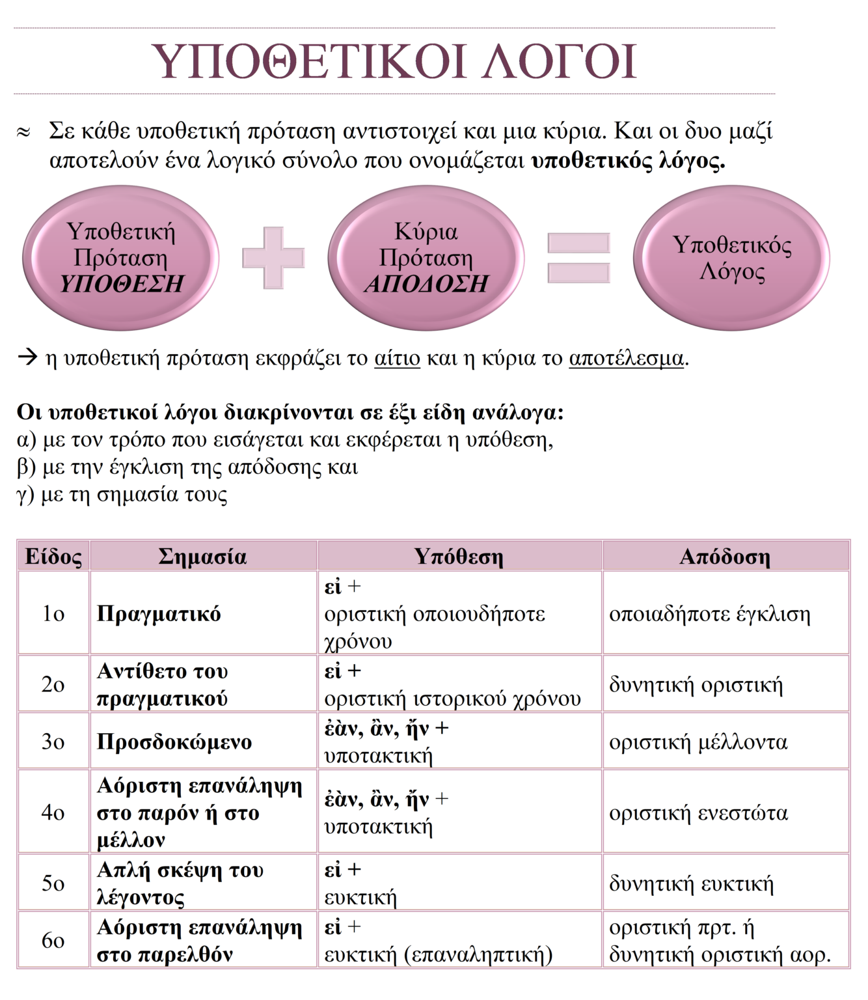 ΥΠΟΘΕΤΙΚΟΙ ΛΟΓΟΙ
≈ Σε κάθε υποθετική πρόταση αντιστοιχεί και μια κύρια. Και οι δυο μαζί
αποτελούν ένα λογικό σύνολο που ονομάζεται υποθετικός λόγος.
Υποθετική
Πρόταση
ΥΠΟΘΕΣΗ
+
Κύρια
Πρόταση
ΑΠΟΔΟΣΗ
=
Υποθετικός
Λόγος
→ η υποθετική πρόταση εκφράζει το αίτιο και η κύρια το αποτέλεσμα.
Οι υποθετικοί λόγοι διακρίνονται σε έξι είδη ανάλογα:
α) με τον τρόπο που εισάγεται και εκφέρεται η υπόθεση,
β) με την έγκλιση της απόδοσης και
γ) με τη σημασία τους
Είδος Σημασία Υπόθεση Απόδοση
1ο
Πραγματικό
εἰ +
οριστική οποιουδήποτε
χρόνου
οποιαδήποτε έγκλιση
2ο
Αντίθετο του
πραγματικού
εἰ +
οριστική ιστορικού χρόνου
δυνητική οριστική
3ο
Προσδοκώμενο
ἐὰν, ἂν, ἤν +
υποτακτική
οριστική μέλλοντα
4ο
Αόριστη επανάληψη
στο παρόν ή στο
μέλλον
ἐὰν, ἂν, ἤν +
υποτακτική
οριστική ενεστώτα
5ο
Απλή σκέψη του
λέγοντος
εἰ +
ευκτική
δυνητική ευκτική
6ο
Αόριστη επανάληψη
στο παρελθόν
εἰ +
ευκτική (επαναληπτική)
οριστική πρτ. ή
δυνητική οριστική αορ.